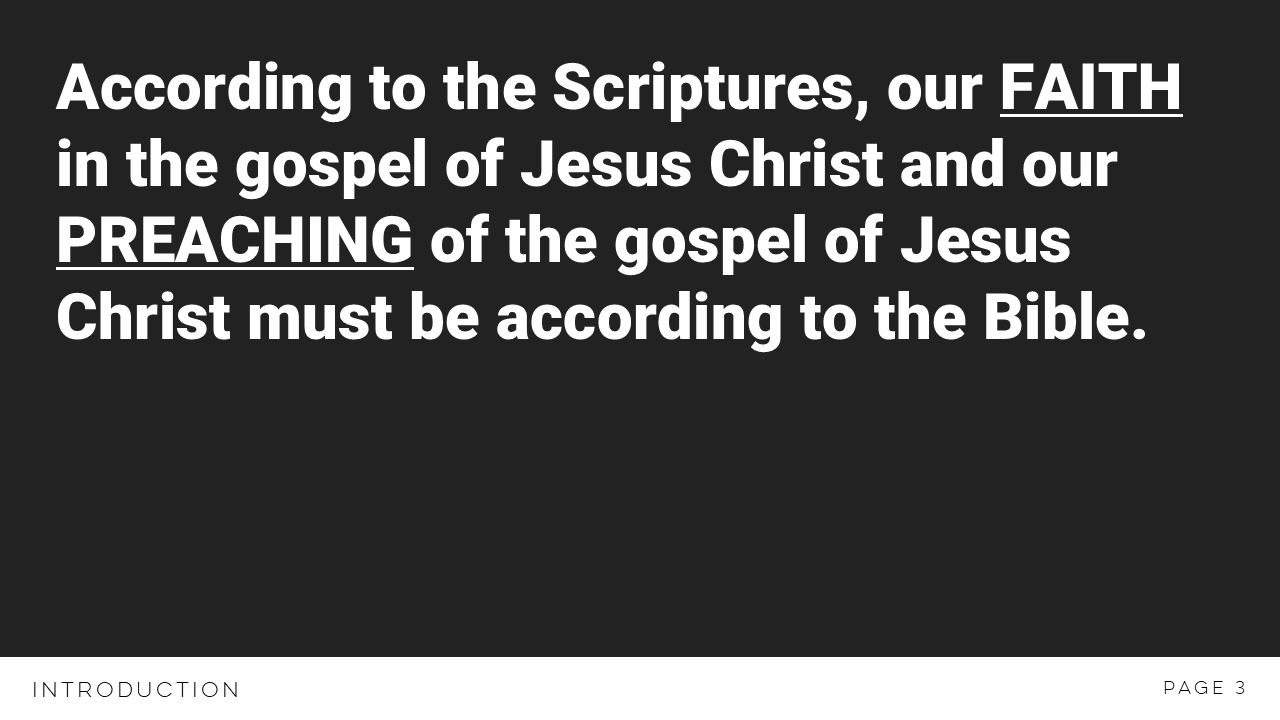 According to the Scriptures, our FAITH
in the gospel of Jesus Christ and our
PREACHING of the gospel of Jesus
Christ must be according to the Bible.
INTRODUCTION
PAGE 3